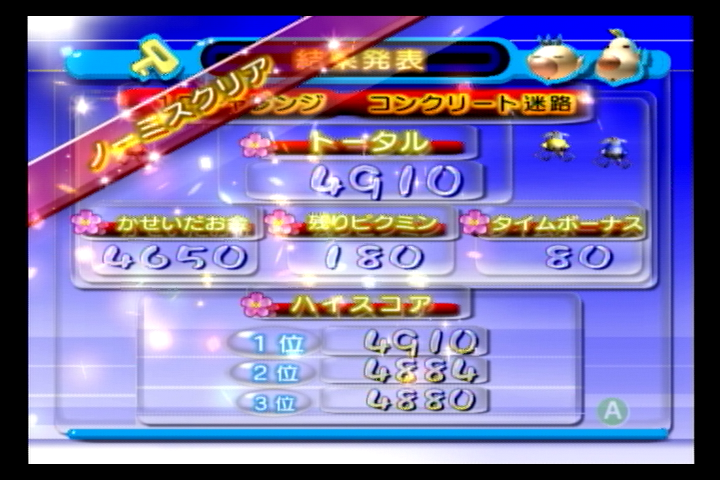 結果発表
ノーミスクリア
チャレンジ コンクリート迷路
トータル
4910
かせいだお金 残りピクミン タイムボーナス
4650 180 80
ハイスコア
1位 4910
2位 4884
3位 4880
A